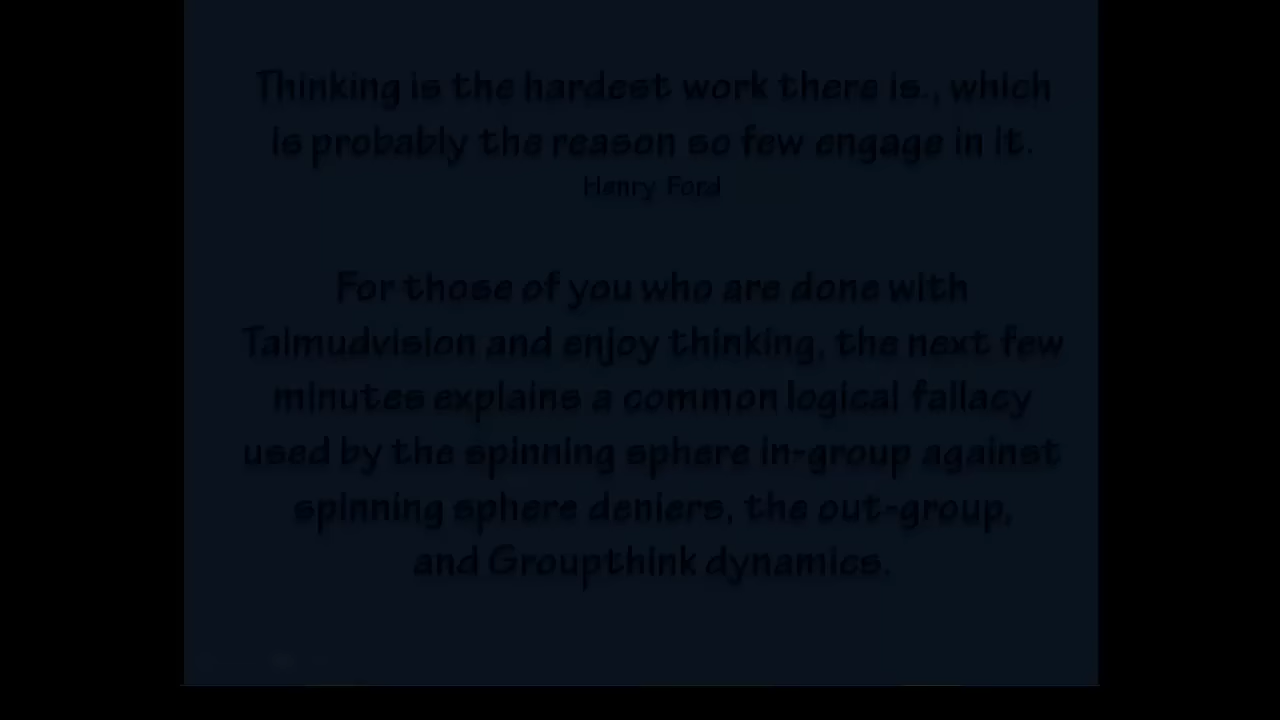 Thinking is the hardest work there is., which
is probably the reason so few engage in it.
Henry Ford
For those of you who are done with
Talmudvision and enjoy thinking, the next few
minutes explains a common logical fallacy
used by the spinning sphere in-group against
spinning sphere deniers, the out-group,
and Groupthink dynamics.